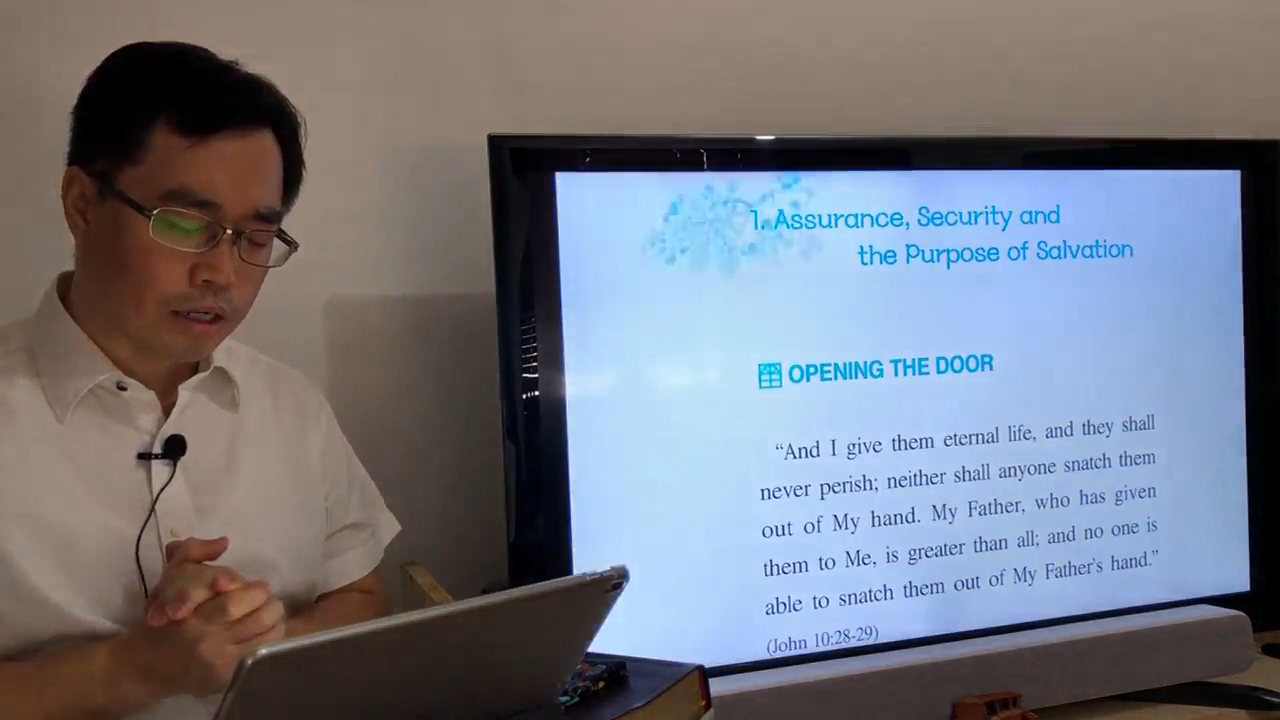 1. Assurance, Security and
the Purpose of Salvation
OPENING THE DOOR
“And I give them eternal life, and they shall
never perish; neither shall anyone snatch them
out of My hand. My Father, who has given
them to Me, is greater than all; and no one is
able to snatch them out of My Father’s hand.”
(John 10:28-29)